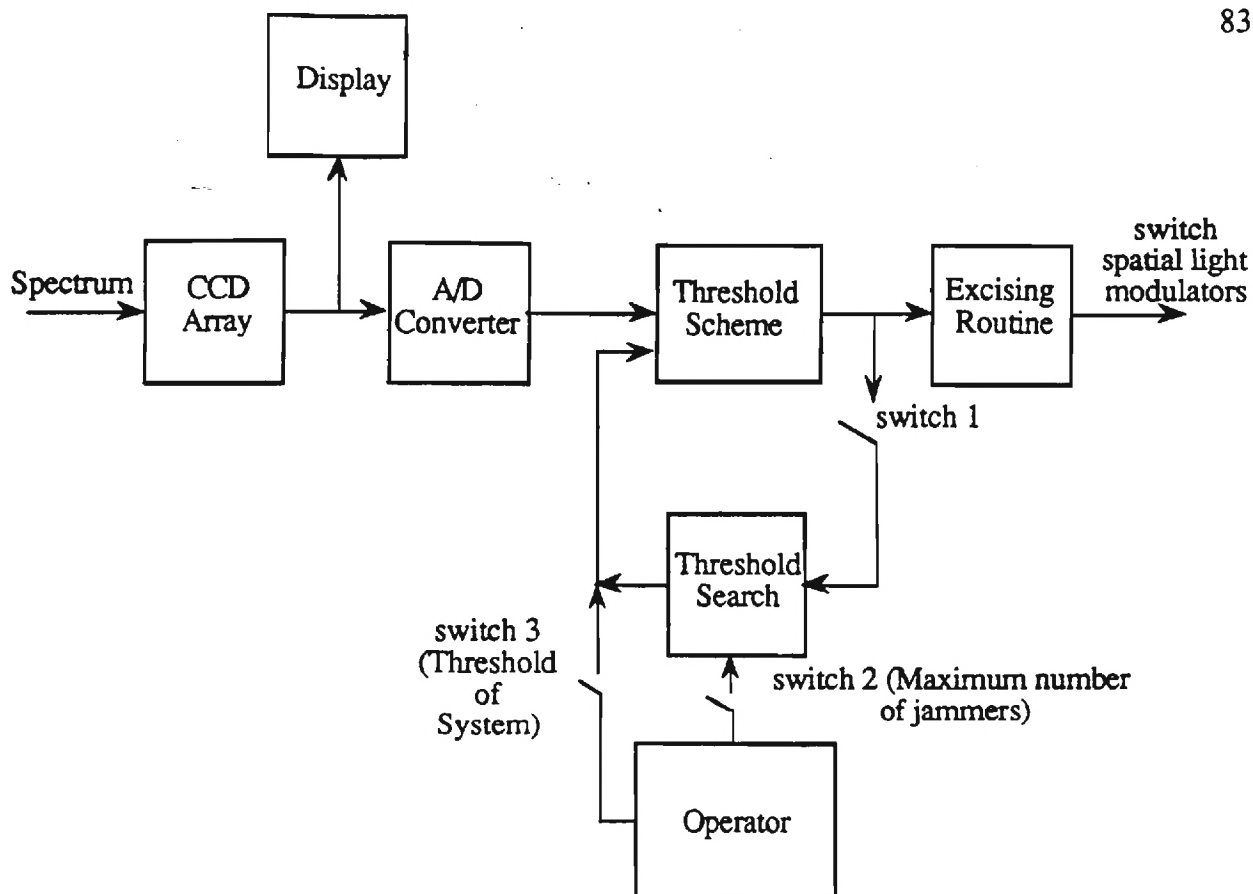 83
Display
Spectrum
CCD
Array
A/D
Converter
Threshold
Scheme
Excising
Routine
switch
spatial light
modulators
switch 1
Threshold
Search
switch 3
(Threshold
of
System)
switch 2 (Maximum number
of jammers)
Operator